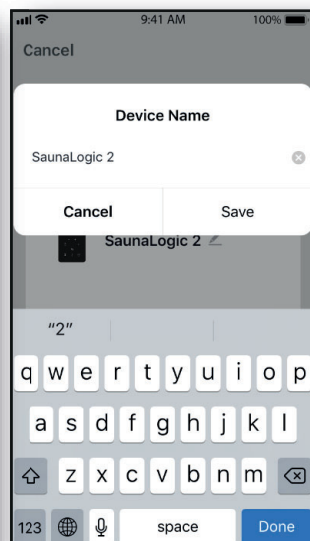 9:41 AM 100%
Cancel
Device Name
SaunaLogic 2
Cancel Save
SaunaLogic 2
“2”
q w e r t y u i o p
a s d f g h j k l
z x c v b n m
123 space Done